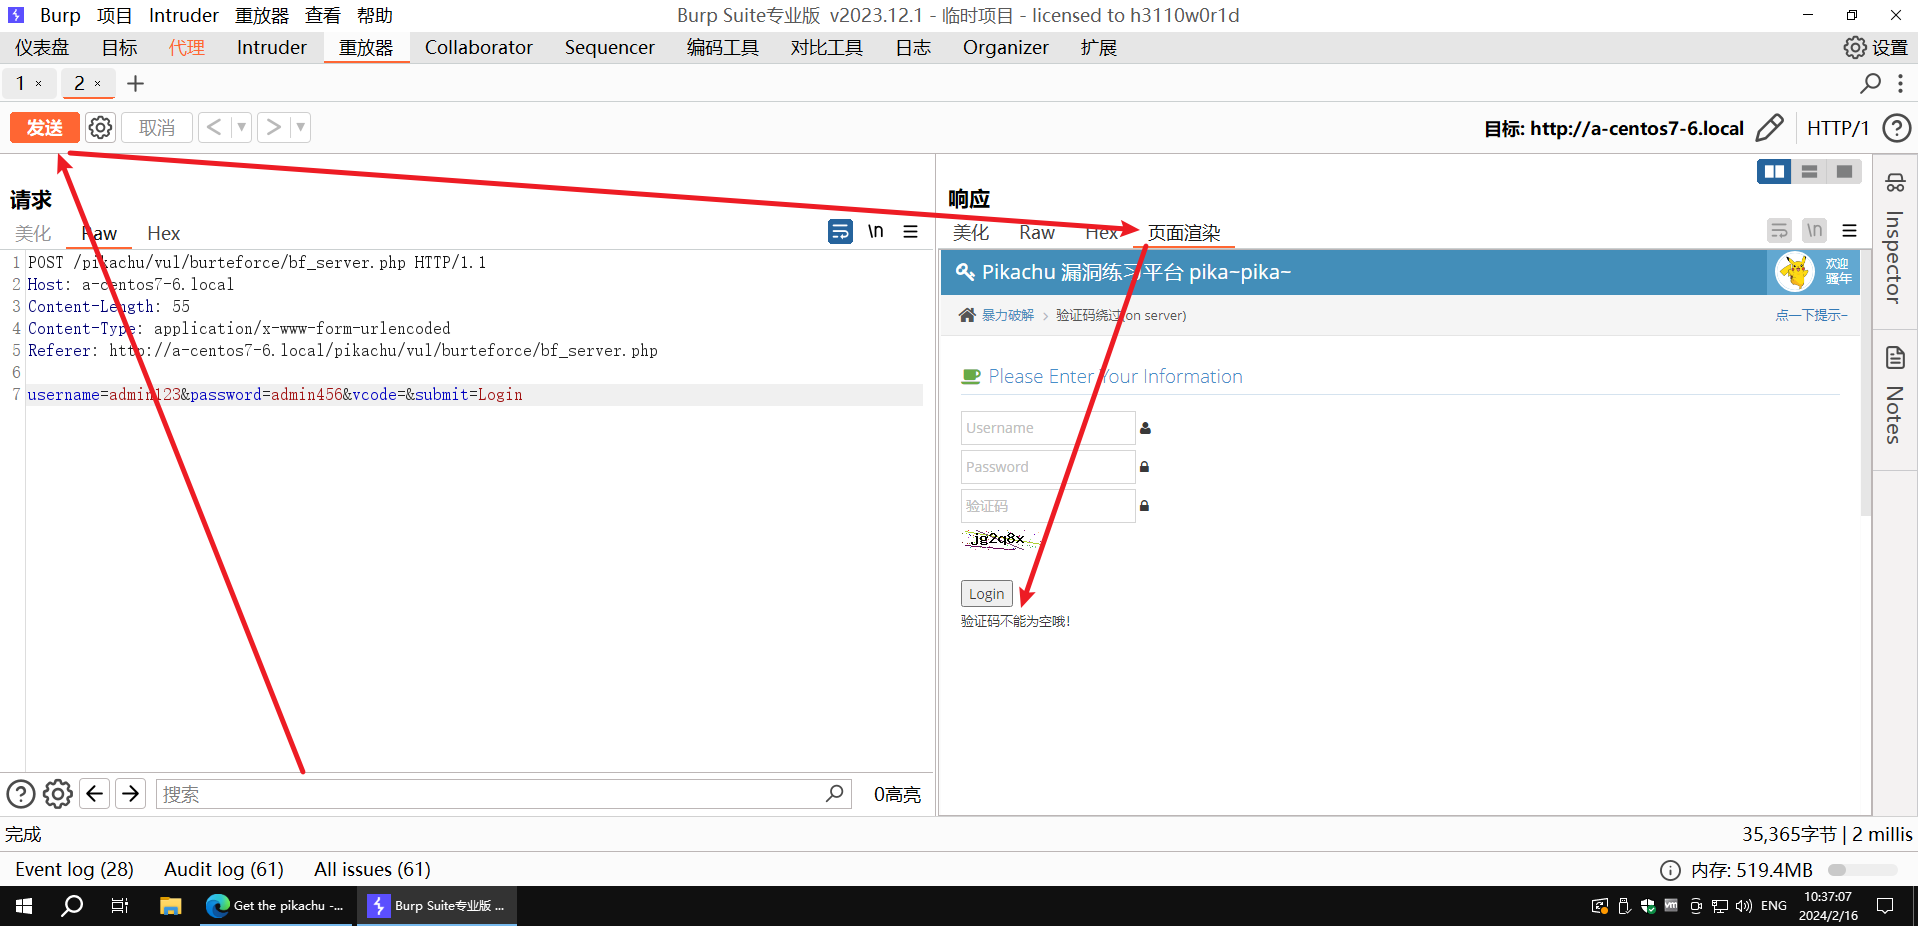 Burp 项目 Intruder 重放器 查看 帮助 Burp Suite专业版 v2023.12.1 - 临时项目 - licensed to h3110w0r1d
仪表盘 目标 代理 Intruder 重放器 Collaborator Sequencer 编码工具 对比工具 日志 Organizer 扩展 设置
1 × 2 × +
发送 取消 < > 目标: http://a-centos7-6.local HTTP/1 ?
请求
美化 Raw Hex \n
1 POST /pikachu/vul/burteforce/bf_server.php HTTP/1.1
2 Host: a-centos7-6.local
3 Content-Length: 55
4 Content-Type: application/x-www-form-urlencoded
5 Referer: http://a-centos7-6.local/pikachu/vul/burteforce/bf_server.php
6
7 username=admin123&password=admin456&vcode=&submit=Login
搜索 0高亮
响应
美化 Raw Hex 页面渲染 \n
Pikachu 漏洞练习平台 pika~pika~ 欢迎
骚年
暴力破解 > 验证码绕过(on server) 点一下提示~
Please Enter Your Information
Username
Password
验证码
jg2q8x
Login
验证码不能为空哦!
Inspector
Notes
完成 35,365字节 | 2 millis
Event log (28) Audit log (61) All issues (61) 内存: 519.4MB
Get the pikachu -... Burp Suite专业版 ... vm ENG 10:37:07
2024/2/16